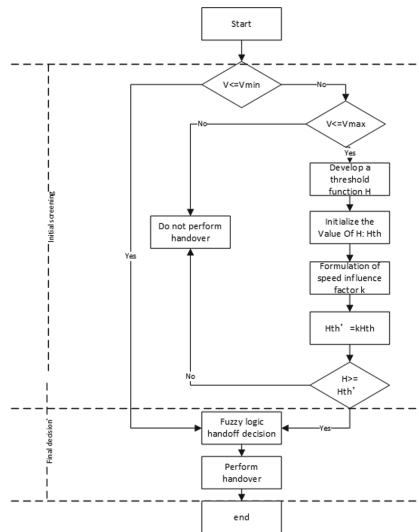 Start
V<=Vmin
No
V<=Vmax
No
Yes
Develop a
threshold
function H
Initial screening
Do not perform
handover
Initialize the
Value Of H: Hth
Yes
Formulation of
speed influence
factor k
Hth’ =kHth
No
H>=
Hth’
Final decision
Fuzzy logic
handoff decision
Yes
Perform
handover
end